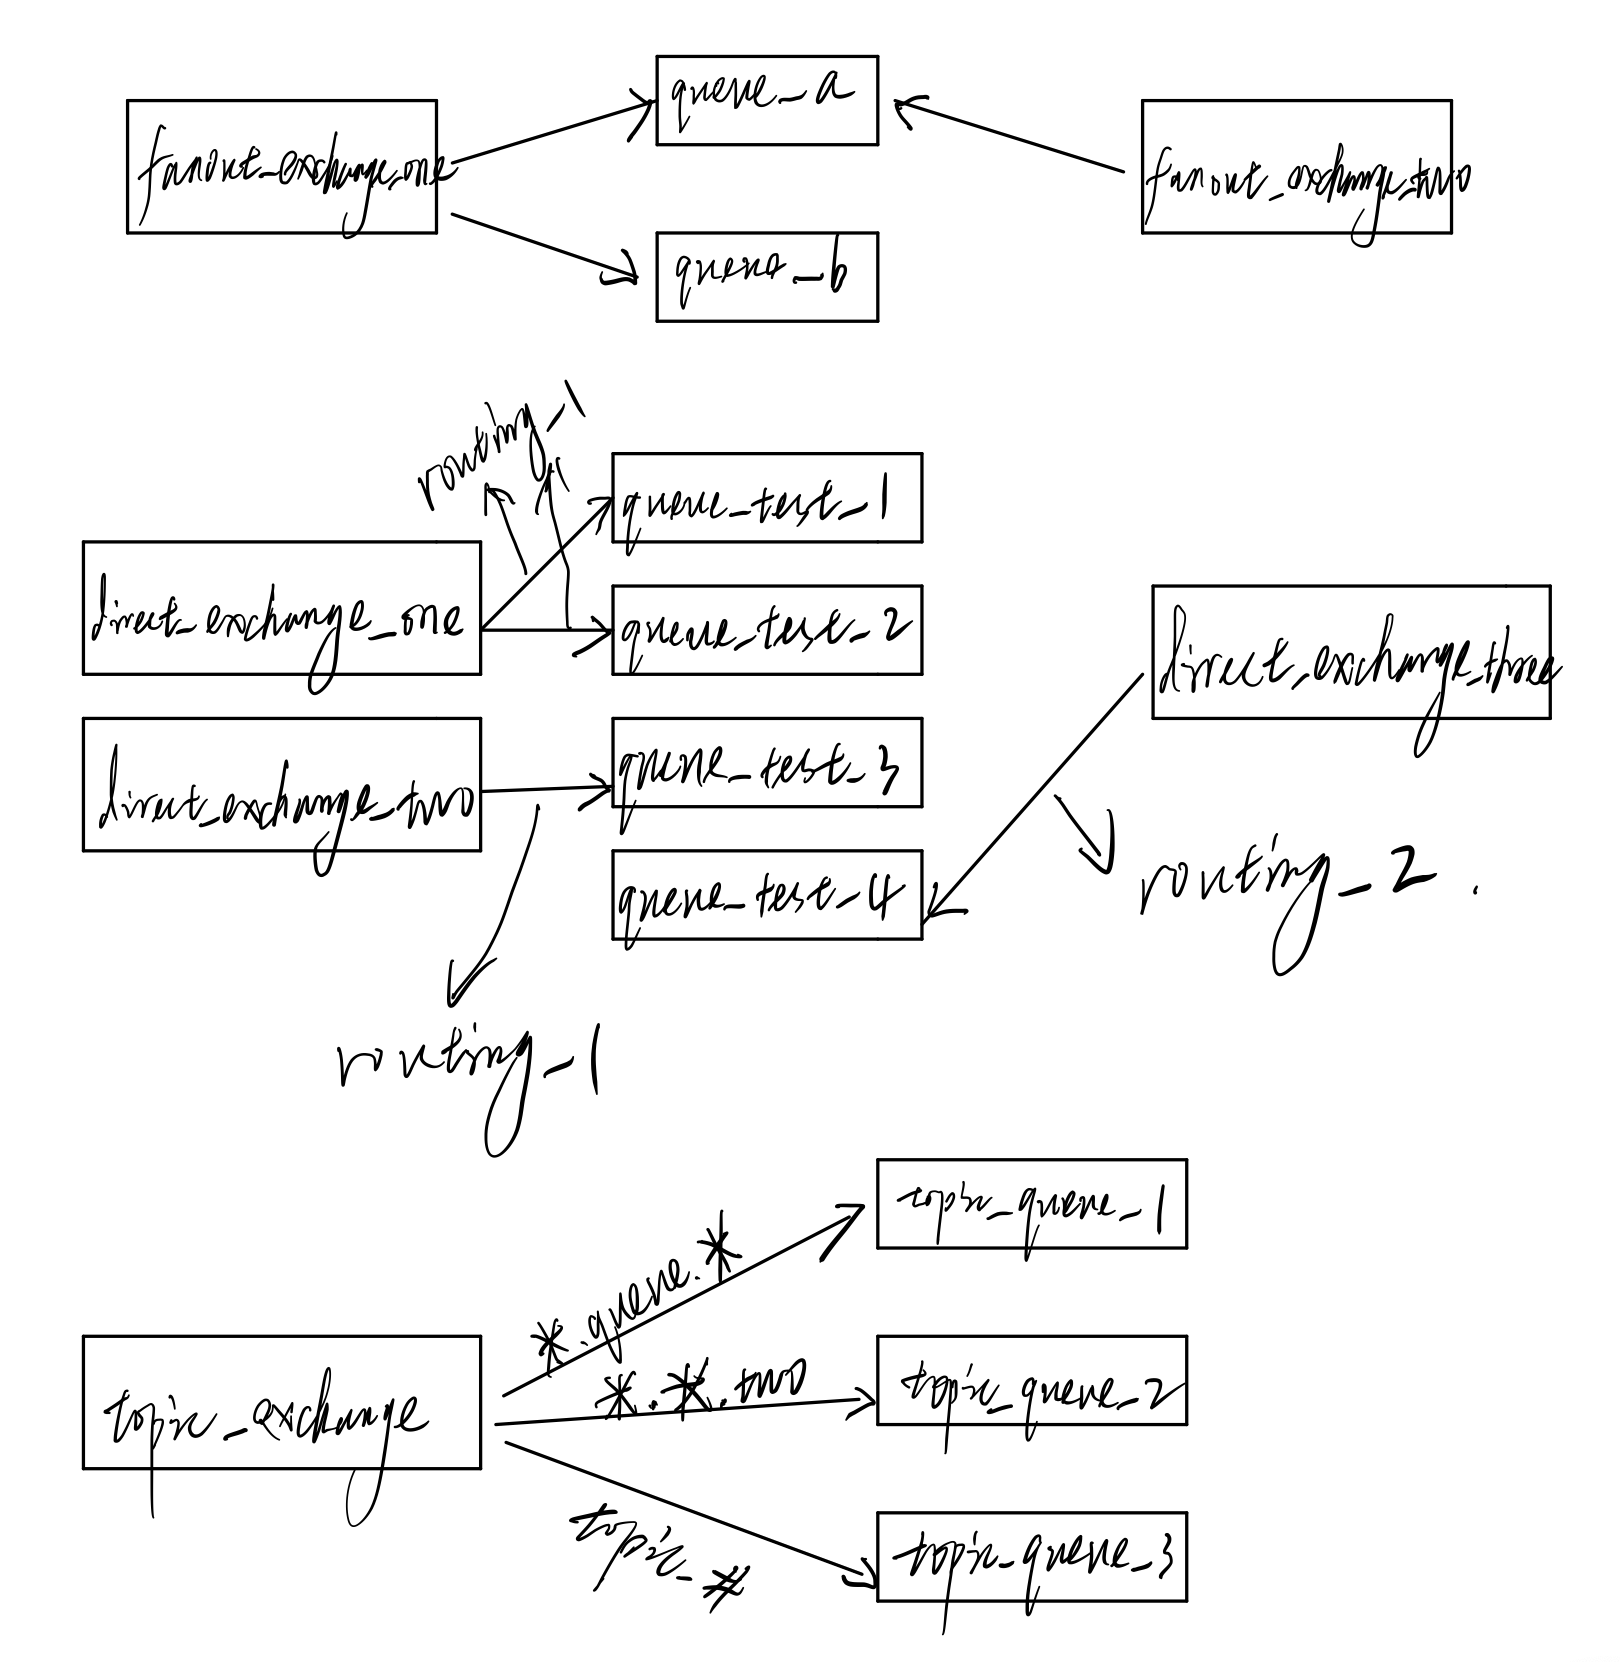 queue_a
fanout_exchange_one
fanout_exchange_two
queue_b
routing_1
queue_test_1
direct_exchange_one
queue_test_2
direct_exchange_three
direct_exchange_two
queue_test_3
queue_test_4
routing_2.
routing_1
topic_queue_1
*.queue.*
topic_exchange
*.*.two
topic_queue_2
topic_#
topic_queue_3